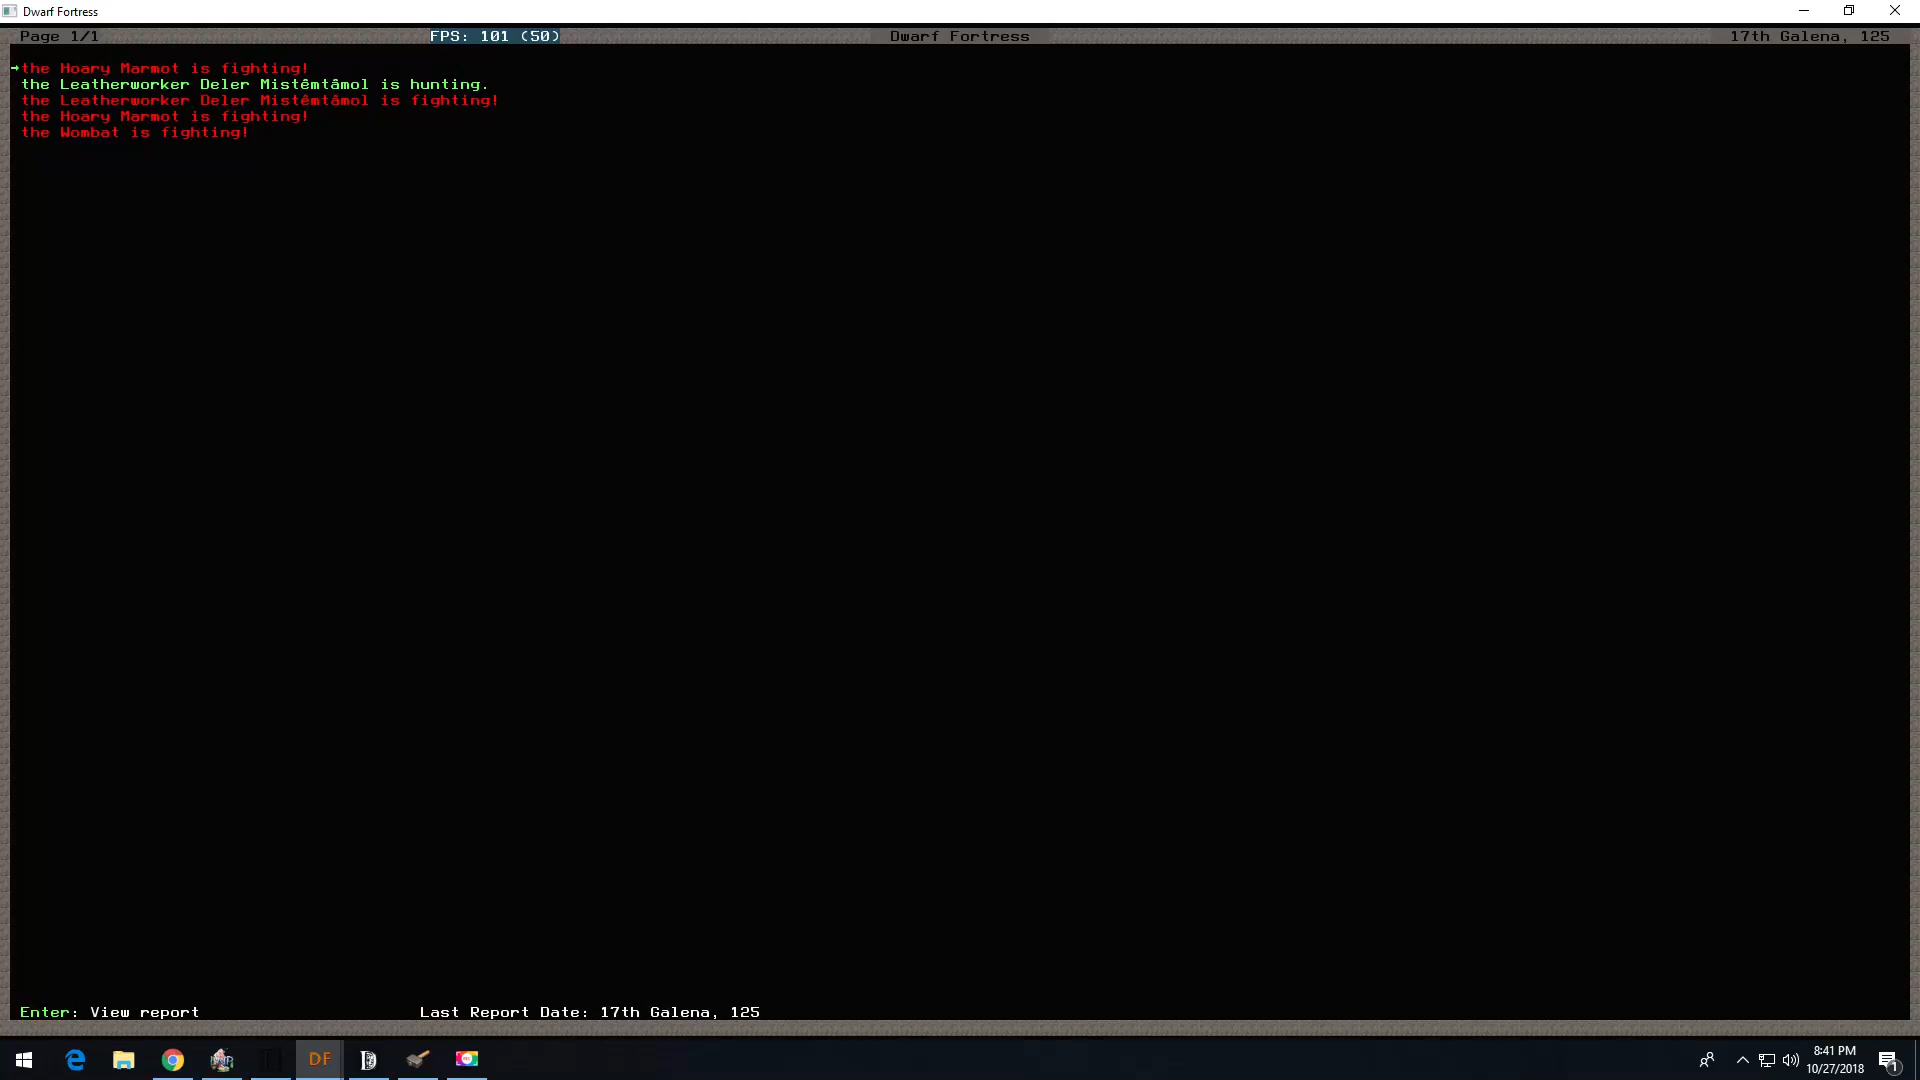 Dwarf Fortress
Page 1/1 FPS: 101 (50) Dwarf Fortress 17th Galena, 125
→the Hoary Marmot is fighting!
the Leatherworker Deler Mistêmtâmol is hunting.
the Leatherworker Deler Mistêmtâmol is fighting!
the Hoary Marmot is fighting!
the Wombat is fighting!
Enter: View report Last Report Date: 17th Galena, 125
DF
8:41 PM
10/27/2018
1